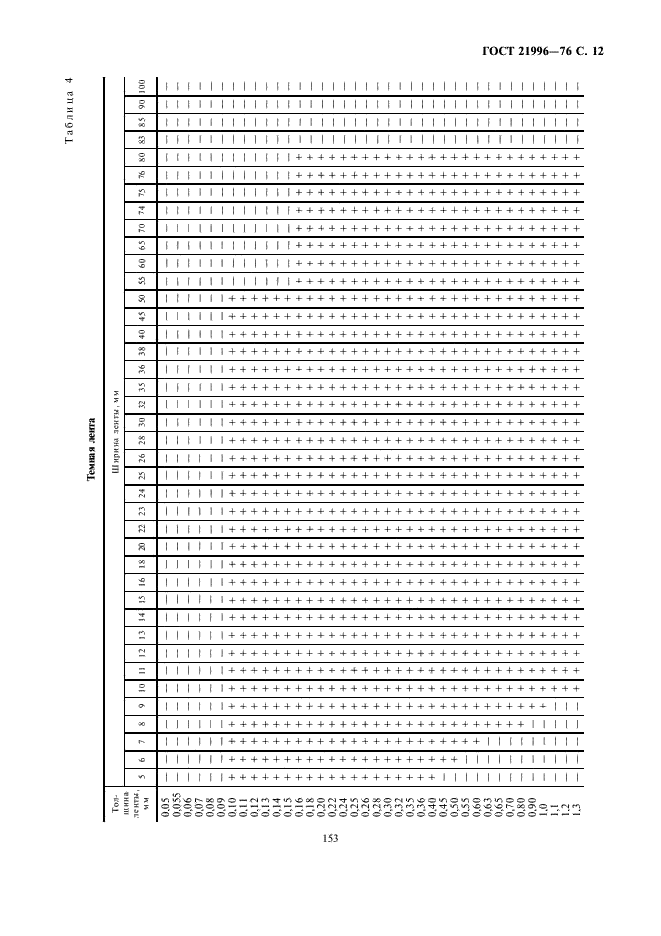 ГОСТ 21996—76 С. 12
Таблица 4
Темная лента
Тол-
щина
ленты,
мм
Ширина ленты, мм
5 6 7 8 9 10 11 12 13 14 15 16 18 20 22 23 24 25 26 28 30 32 35 36 38 40 45 50 55 60 65 70 74 75 76 80 83 85 90 100
0,05 — — — — — — — — — — — — — — — — — — — — — — — — — — — — — — — — — — — — — — — —
0,055 — — — — — — — — — — — — — — — — — — — — — — — — — — — — — — — — — — — — — — — —
0,06 — — — — — — — — — — — — — — — — — — — — — — — — — — — — — — — — — — — — — — — —
0,07 — — — — — — — — — — — — — — — — — — — — — — — — — — — — — — — — — — — — — — — —
0,08 — — — — — — — — — — — — — — — — — — — — — — — — — — — — — — — — — — — — — — — —
0,09 — — — — — — — — — — — — — — — — — — — — — — — — — — — — — — — — — — — — — — — —
0,10 + + + + + + + + + + + + + + + + + + + + + + + + + + + + — — — — — — — — — — — —
0,11 + + + + + + + + + + + + + + + + + + + + + + + + + + + + — — — — — — — — — — — —
0,12 + + + + + + + + + + + + + + + + + + + + + + + + + + + + — — — — — — — — — — — —
0,13 + + + + + + + + + + + + + + + + + + + + + + + + + + + + — — — — — — — — — — — —
0,14 + + + + + + + + + + + + + + + + + + + + + + + + + + + + — — — — — — — — — — — —
0,15 + + + + + + + + + + + + + + + + + + + + + + + + + + + + — — — — — — — — — — — —
0,16 + + + + + + + + + + + + + + + + + + + + + + + + + + + + + + + + + + + + — — — —
0,18 + + + + + + + + + + + + + + + + + + + + + + + + + + + + + + + + + + + + — — — —
0,20 + + + + + + + + + + + + + + + + + + + + + + + + + + + + + + + + + + + + — — — —
0,22 + + + + + + + + + + + + + + + + + + + + + + + + + + + + + + + + + + + + — — — —
0,24 + + + + + + + + + + + + + + + + + + + + + + + + + + + + + + + + + + + + — — — —
0,25 + + + + + + + + + + + + + + + + + + + + + + + + + + + + + + + + + + + + — — — —
0,26 + + + + + + + + + + + + + + + + + + + + + + + + + + + + + + + + + + + + — — — —
0,28 + + + + + + + + + + + + + + + + + + + + + + + + + + + + + + + + + + + + — — — —
0,30 + + + + + + + + + + + + + + + + + + + + + + + + + + + + + + + + + + + + — — — —
0,32 + + + + + + + + + + + + + + + + + + + + + + + + + + + + + + + + + + + + — — — —
0,35 + + + + + + + + + + + + + + + + + + + + + + + + + + + + + + + + + + + + — — — —
0,36 + + + + + + + + + + + + + + + + + + + + + + + + + + + + + + + + + + + + — — — —
0,40 + + + + + + + + + + + + + + + + + + + + + + + + + + + + + + + + + + + + — — — —
0,45 — + + + + + + + + + + + + + + + + + + + + + + + + + + + + + + + + + + + — — — —
0,50 — + + + + + + + + + + + + + + + + + + + + + + + + + + + + + + + + + + + — — — —
0,55 — — + + + + + + + + + + + + + + + + + + + + + + + + + + + + + + + + + + — — — —
0,60 — — + + + + + + + + + + + + + + + + + + + + + + + + + + + + + + + + + + — — — —
0,63 — — — + + + + + + + + + + + + + + + + + + + + + + + + + + + + + + + + + — — — —
0,65 — — — + + + + + + + + + + + + + + + + + + + + + + + + + + + + + + + + + — — — —
0,70 — — — + + + + + + + + + + + + + + + + + + + + + + + + + + + + + + + + + — — — —
0,80 — — — + + + + + + + + + + + + + + + + + + + + + + + + + + + + + + + + + — — — —
0,90 — — — — + + + + + + + + + + + + + + + + + + + + + + + + + + + + + + + + — — — —
1,0 — — — — + + + + + + + + + + + + + + + + + + + + + + + + + + + + + + + + — — — —
1,1 — — — — — + + + + + + + + + + + + + + + + + + + + + + + + + + + + + + + — — — —
1,2 — — — — — + + + + + + + + + + + + + + + + + + + + + + + + + + + + + + + — — — —
1,3 — — — — — + + + + + + + + + + + + + + + + + + + + + + + + + + + + + + + — — — —
153